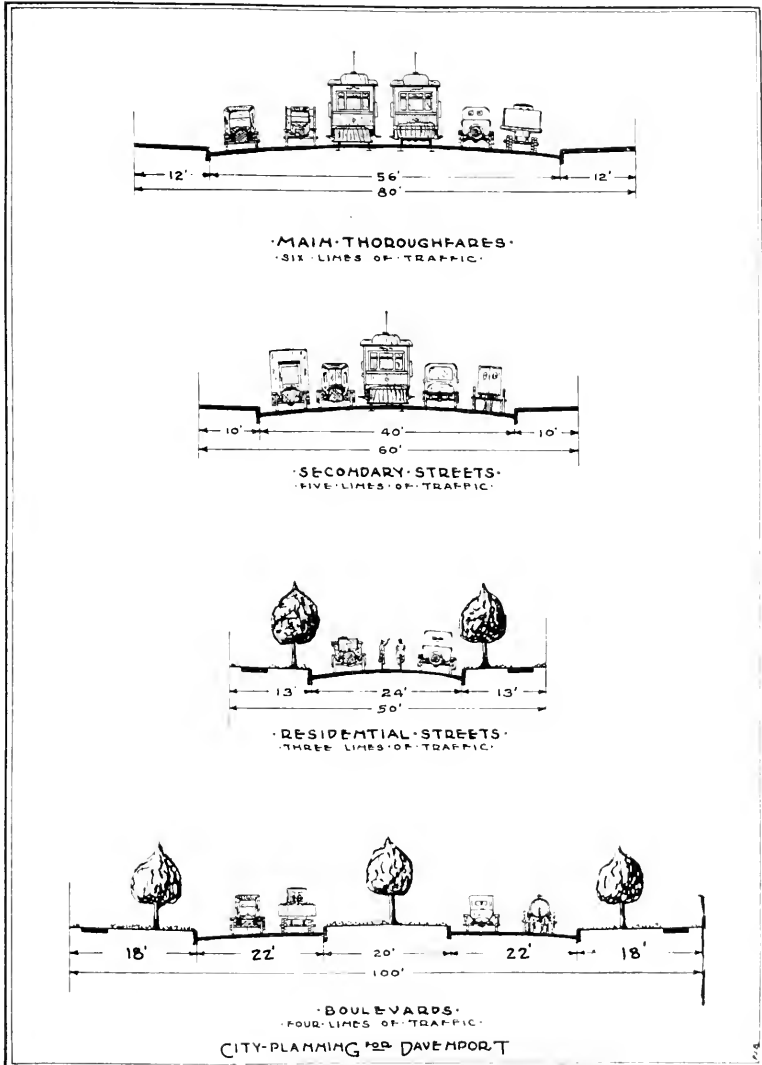 12' 56' 12'
80'
·MAIN·THOROUGHFARES·
·SIX·LINES OF·TRAFFIC·
10' 40' 10'
60'
·SECONDARY·STREETS·
·FIVE·LINES·OF·TRAFFIC·
13' 24' 13'
50'
·RESIDENTIAL·STREETS·
·THREE LINES·OF·TRAFFIC·
18' 22' 20' 22' 18'
100'
·BOULEVARDS·
·FOUR·LINES OF·TRAFFIC·
CITY-PLANNING FOR DAVENPORT